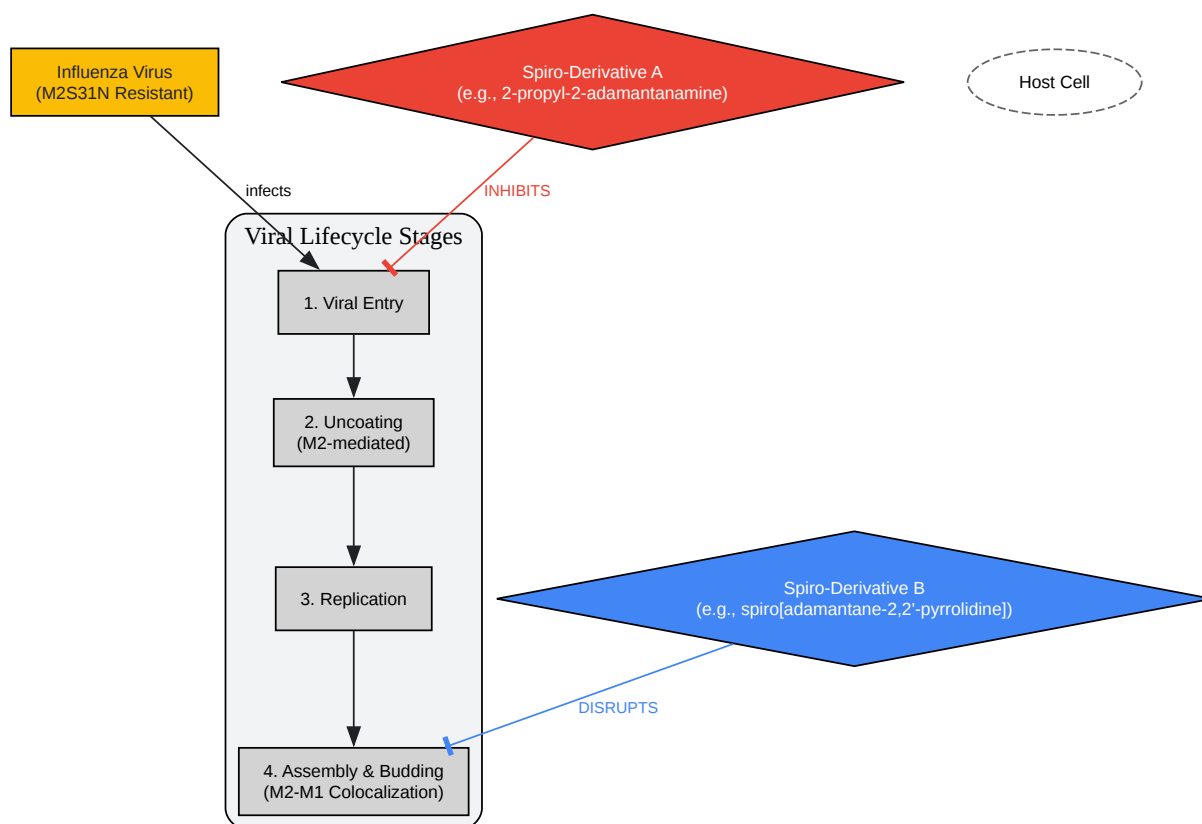 Influenza Virus
(M2S31N Resistant)
Spiro-Derivative A
(e.g., 2-propyl-2-adamantanamine)
Host Cell
infects
INHIBITS
Viral Lifecycle Stages
1. Viral Entry
2. Uncoating
(M2-mediated)
3. Replication
Spiro-Derivative B
(e.g., spiro[adamantane-2,2'-pyrrolidine])
DISRUPTS
4. Assembly & Budding
(M2-M1 Colocalization)